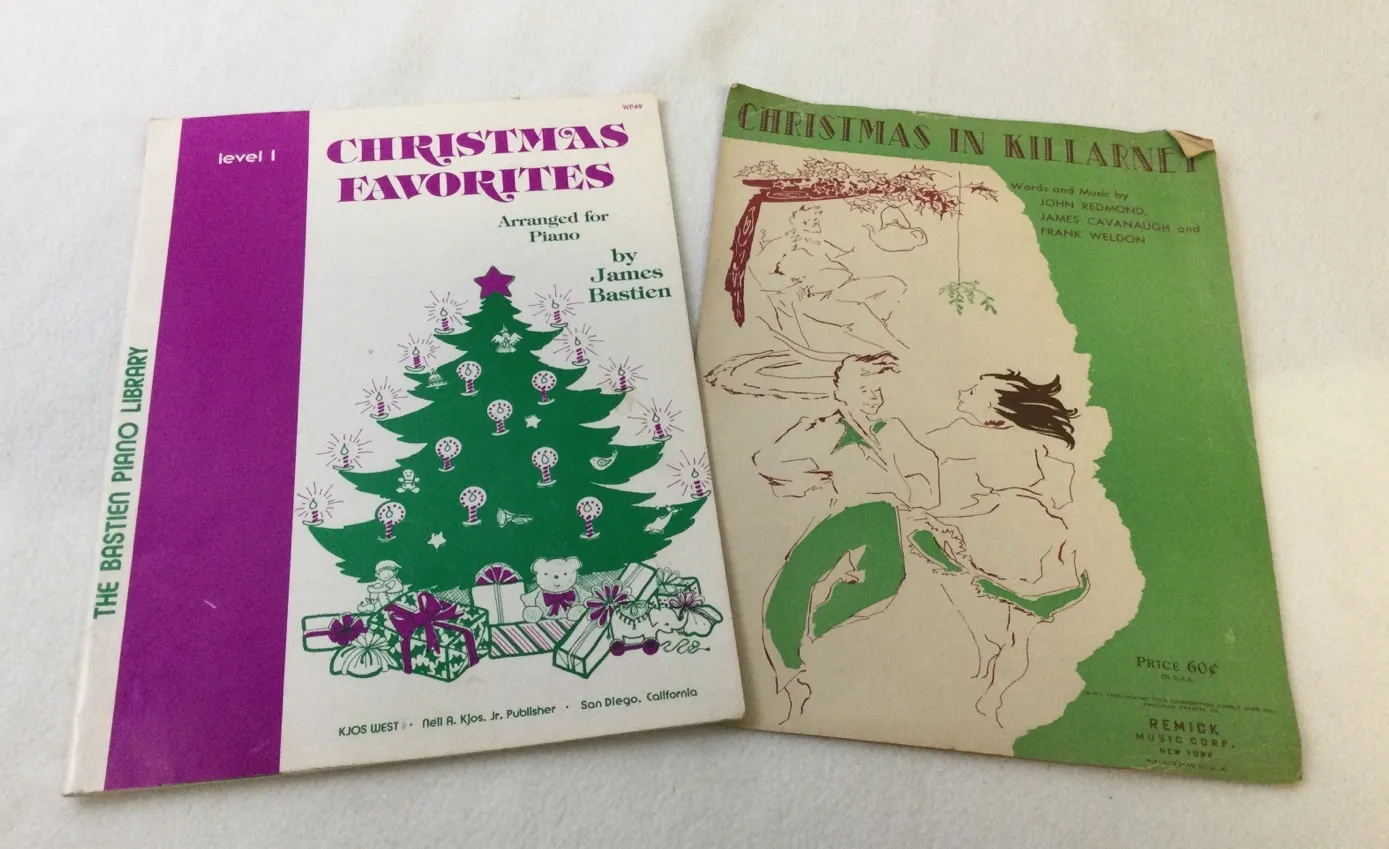 WP49
level 1
CHRISTMAS
FAVORITES
Arranged for
Piano
by
James
Bastien
THE BASTIEN PIANO LIBRARY
KJOS WEST · Neil A. Kjos, Jr. Publisher · San Diego, California
CHRISTMAS IN KILLARNEY
Words and Music by
JOHN REDMOND,
JAMES CAVANAUGH and
FRANK WELDON
PRICE 60¢
IN U.S.A.
REMICK
MUSIC CORP.
NEW YORK